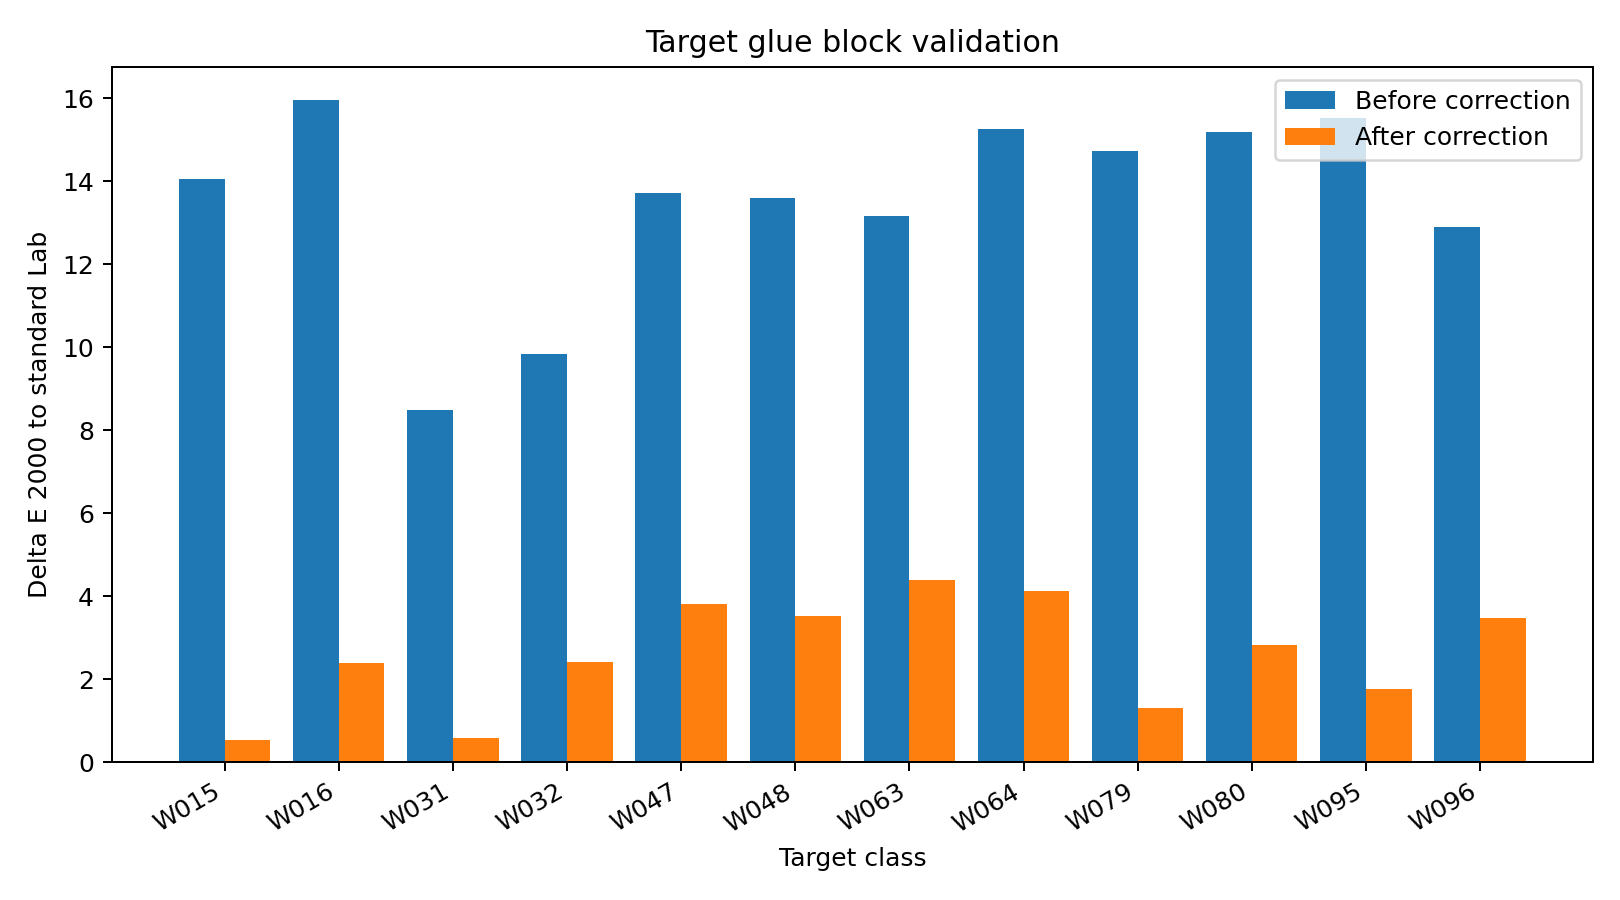 Target glue block validation
Before correction
After correction
Delta E 2000 to standard Lab
16
14
12
10
8
6
4
2
0
W015 W016 W031 W032 W047 W048 W063 W064 W079 W080 W095 W096
Target class